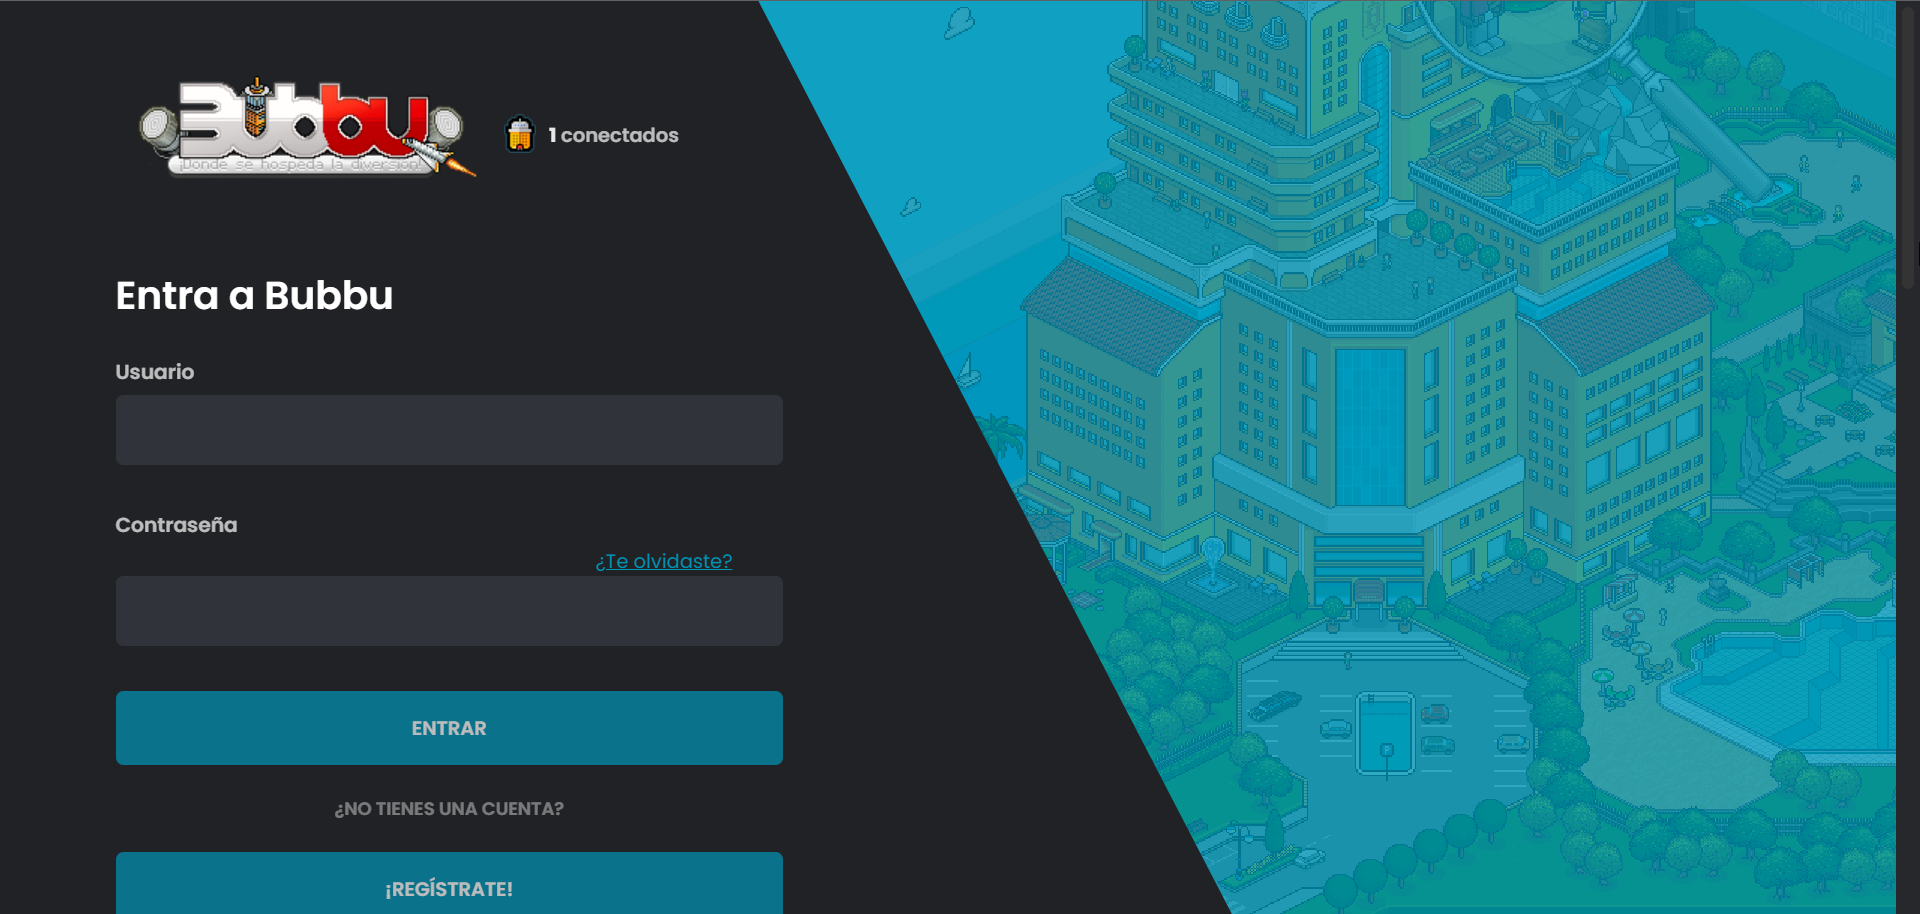 Bubbu
¡Donde se hospeda la diversión!
1 conectados
Entra a Bubbu
Usuario
Contraseña
¿Te olvidaste?
ENTRAR
¿NO TIENES UNA CUENTA?
¡REGÍSTRATE!
P